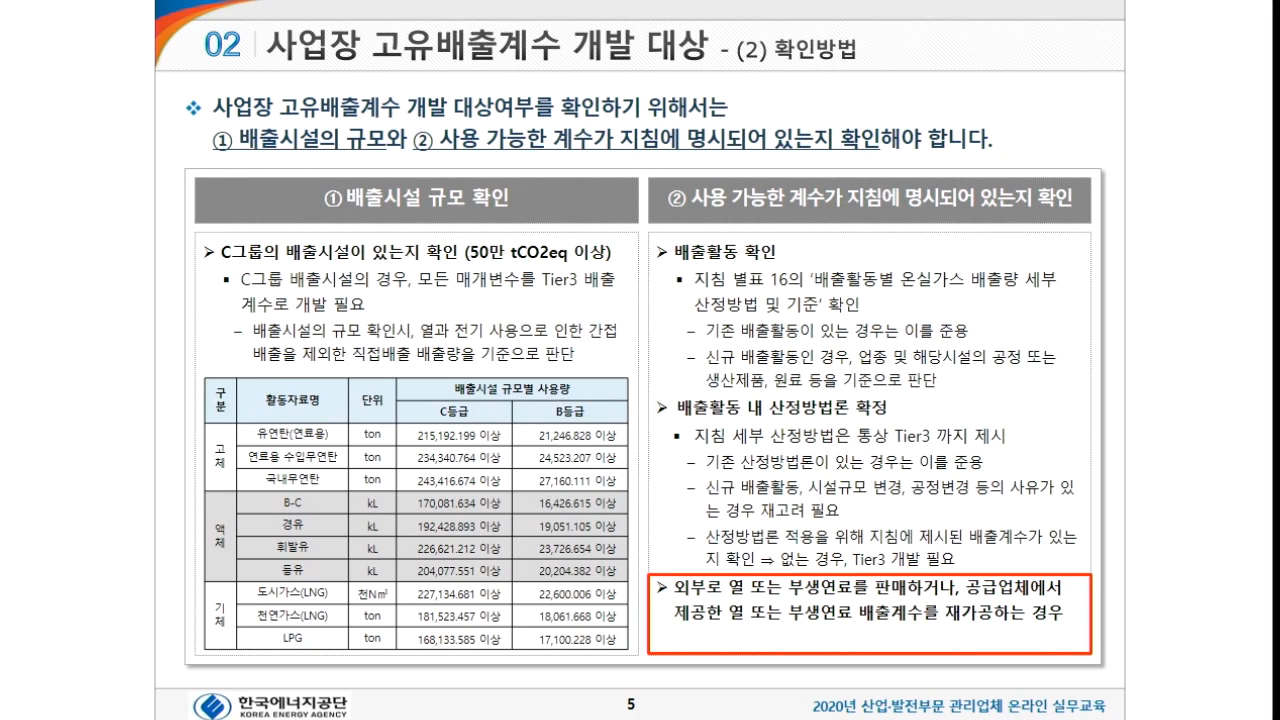 02 사업장 고유배출계수 개발 대상 - (2) 확인방법
❖ 사업장 고유배출계수 개발 대상여부를 확인하기 위해서는
① 배출시설의 규모와 ② 사용 가능한 계수가 지침에 명시되어 있는지 확인해야 합니다.
① 배출시설 규모 확인
➢ C그룹의 배출시설이 있는지 확인 (50만 tCO2eq 이상)
▪ C그룹 배출시설의 경우, 모든 매개변수를 Tier3 배출
계수로 개발 필요
– 배출시설의 규모 확인시, 열과 전기 사용으로 인한 간접
배출을 제외한 직접배출 배출량을 기준으로 판단
구분 활동자료명 단위 배출시설 규모별 사용량
C등급 B등급
고체 유연탄(연료용) ton 215,192.199 이상 21,246.828 이상
연료용 수입무연탄 ton 234,340.764 이상 24,523.207 이상
국내무연탄 ton 243,416.674 이상 27,160.111 이상
액체 B-C kL 170,081.634 이상 16,426.615 이상
경유 kL 192,428.893 이상 19,051.105 이상
휘발유 kL 226,621.212 이상 23,726.654 이상
등유 kL 204,077.551 이상 20,204.382 이상
기체 도시가스(LNG) 천N㎥ 227,134.681 이상 22,600.006 이상
천연가스(LNG) ton 181,523.457 이상 18,061.668 이상
LPG ton 168,133.585 이상 17,100.228 이상
② 사용 가능한 계수가 지침에 명시되어 있는지 확인
➢ 배출활동 확인
▪ 지침 별표 16의 ‘배출활동별 온실가스 배출량 세부
산정방법 및 기준’ 확인
– 기존 배출활동이 있는 경우는 이를 준용
– 신규 배출활동인 경우, 업종 및 해당시설의 공정 또는
생산제품, 원료 등을 기준으로 판단
➢ 배출활동 내 산정방법론 확정
▪ 지침 세부 산정방법은 통상 Tier3 까지 제시
– 기존 산정방법론이 있는 경우는 이를 준용
– 신규 배출활동, 시설규모 변경, 공정변경 등의 사유가 있
는 경우 재고려 필요
– 산정방법론 적용을 위해 지침에 제시된 배출계수가 있는
지 확인 ⇒ 없는 경우, Tier3 개발 필요
➢ 외부로 열 또는 부생연료를 판매하거나, 공급업체에서
제공한 열 또는 부생연료 배출계수를 재가공하는 경우
한국에너지공단
KOREA ENERGY AGENCY
5
2020년 산업·발전부문 관리업체 온라인 실무교육